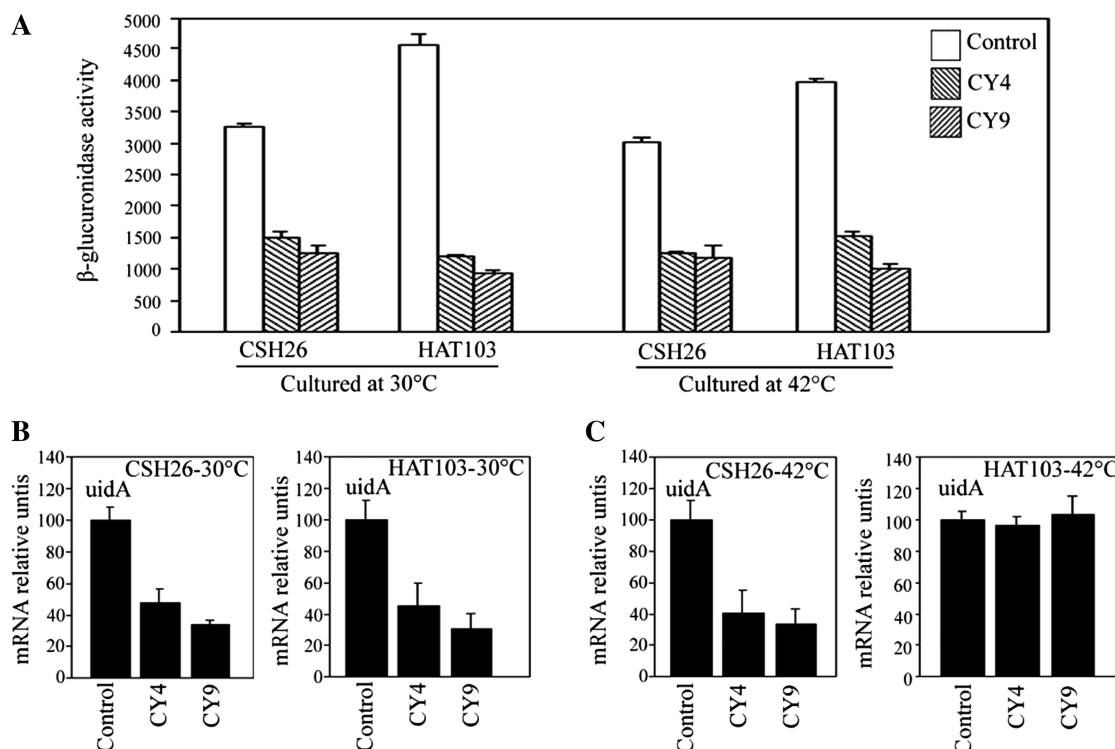 A
β-glucuronidase activity
5000
4500
4000
3500
3000
2500
2000
1500
1000
500
0
Control
CY4
CY9
CSH26
HAT103
CSH26
HAT103
Cultured at 30°C
Cultured at 42°C
B
mRNA relative untis
140
120
100
80
60
40
20
0
CSH26-30°C
uidA
Control
CY4
CY9
mRNA relative untis
140
120
100
80
60
40
20
0
HAT103-30°C
uidA
Control
CY4
CY9
C
mRNA relative untis
140
120
100
80
60
40
20
0
CSH26-42°C
uidA
Control
CY4
CY9
mRNA relative untis
140
120
100
80
60
40
20
0
HAT103-42°C
uidA
Control
CY4
CY9